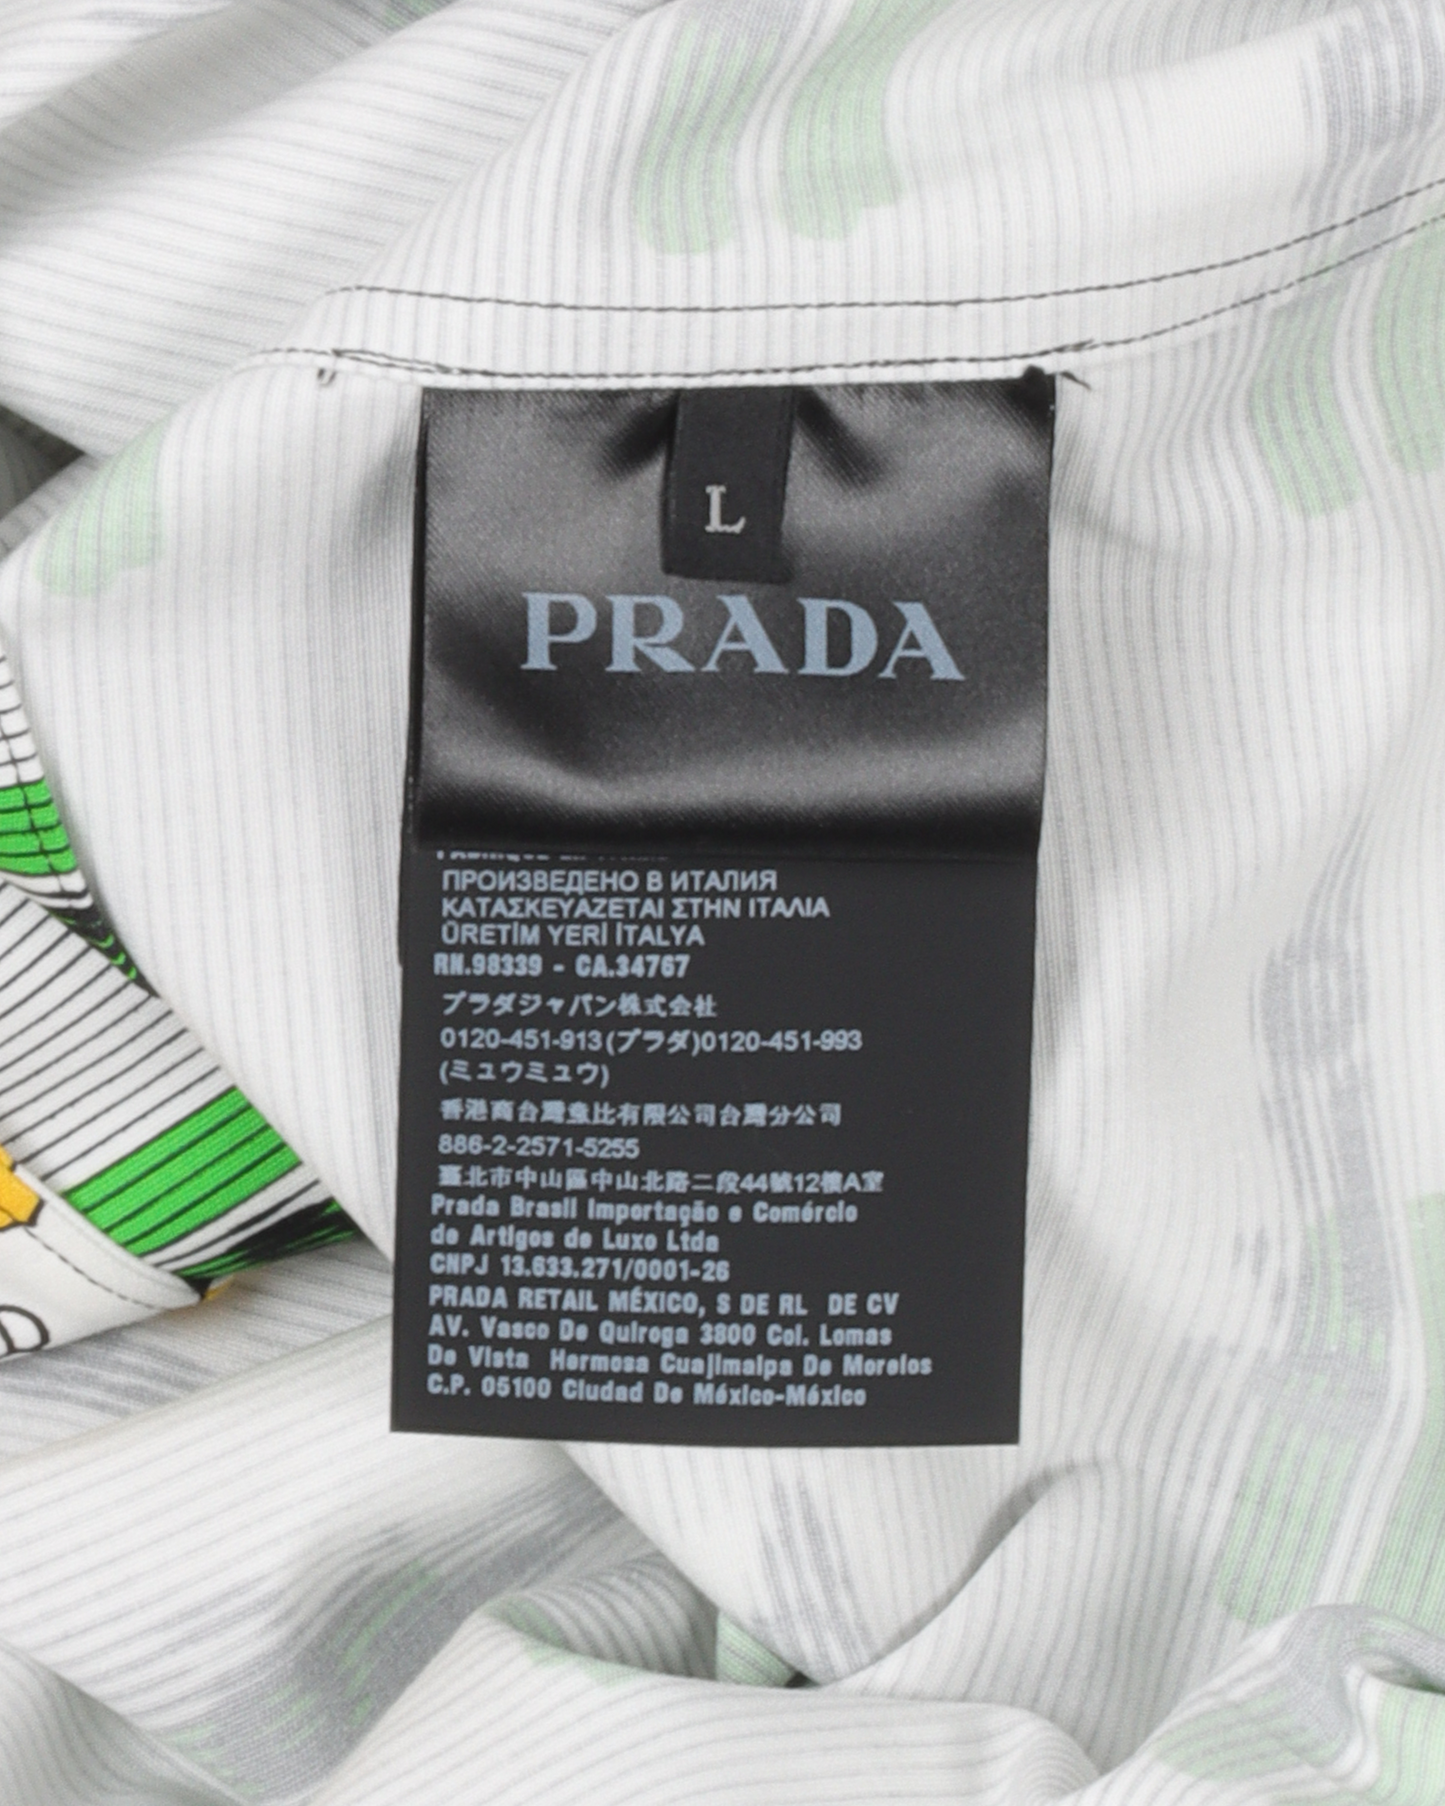 L
PRADA
ПРОИЗВЕДЕНО В ИТАЛИЯ
ΚΑΤΑΣΚΕΥΑΖΕΤΑΙ ΣΤΗΝ ΙΤΑΛΙΑ
ÜRETİM YERİ İTALYA
RN.98339 - CA.34767
プラダジャパン株式会社
0120-451-913(プラダ)0120-451-993
(ミュウミュウ)
香港商台灣集比有限公司台灣分公司
886-2-2571-5255
臺北市中山區中山北路二段44號12樓A室
Prada Brasil Importação e Comércio
de Artigos de Luxo Ltda
CNPJ 13.633.271/0001-26
PRADA RETAIL MÉXICO, S DE RL DE CV
AV. Vasco De Quiroga 3800 Col. Lomas
De Vista Hermosa Cuajimalpa De Morelos
C.P. 05100 Ciudad De México-México